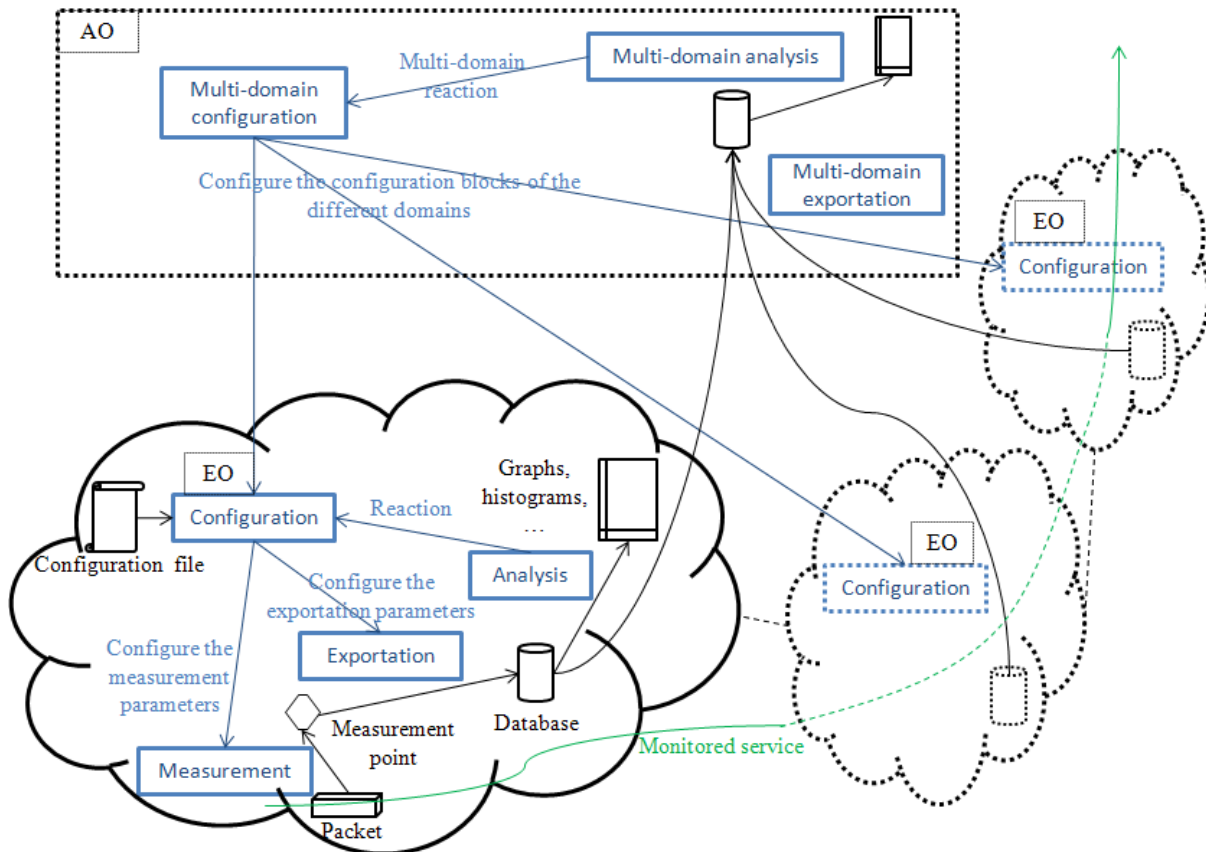 AO
Multi-domain analysis
Multi-domain
reaction
Multi-domain
configuration
Configure the configuration blocks of the
different domains
Multi-domain
exportation
EO
Configuration
EO
Configuration
Configuration file
Reaction
Graphs,
histograms,
...
Analysis
Configure the
exportation parameters
Exportation
Configure the
measurement
parameters
Measurement
Measurement
point
Database
Packet
EO
Configuration
Monitored service